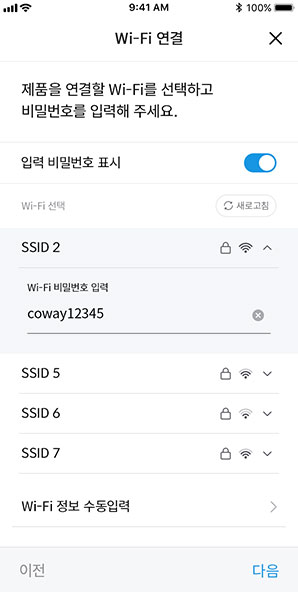 9:41 AM 100%
Wi-Fi 연결
제품을 연결할 Wi-Fi를 선택하고
비밀번호를 입력해 주세요.
입력 비밀번호 표시
Wi-Fi 선택 새로고침
SSID 2
Wi-Fi 비밀번호 입력
coway12345
SSID 5
SSID 6
SSID 7
Wi-Fi 정보 수동입력
이전 다음